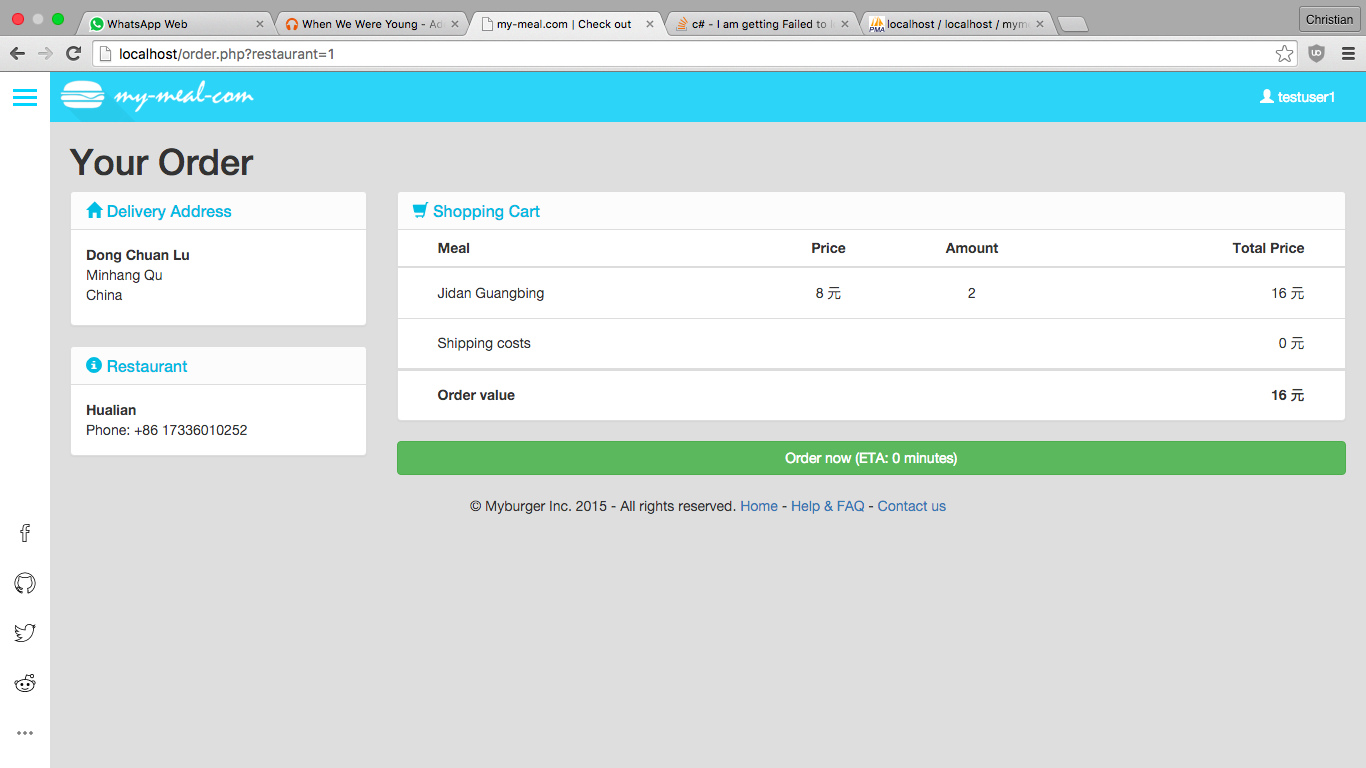 WhatsApp Web
When We Were Young - Ad
my-meal.com | Check out
c# - I am getting Failed to l
localhost / localhost / mym
Christian
localhost/order.php?restaurant=1
my-meal-com
testuser1
Your Order
Delivery Address
Dong Chuan Lu
Minhang Qu
China
Restaurant
Hualian
Phone: +86 17336010252
Shopping Cart
Meal Price Amount Total Price
Jidan Guangbing 8 元 2 16 元
Shipping costs 0 元
Order value 16 元
Order now (ETA: 0 minutes)
© Myburger Inc. 2015 - All rights reserved. Home - Help & FAQ - Contact us